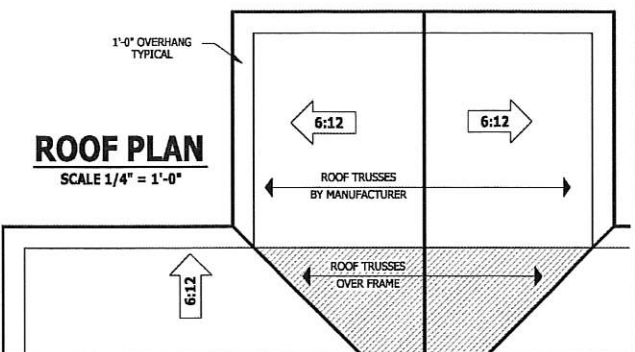 1'-0" OVERHANG
TYPICAL
6:12
6:12
ROOF PLAN
SCALE 1/4" = 1'-0"
ROOF TRUSSES
BY MANUFACTURER
ROOF TRUSSES
OVER FRAME
6:12